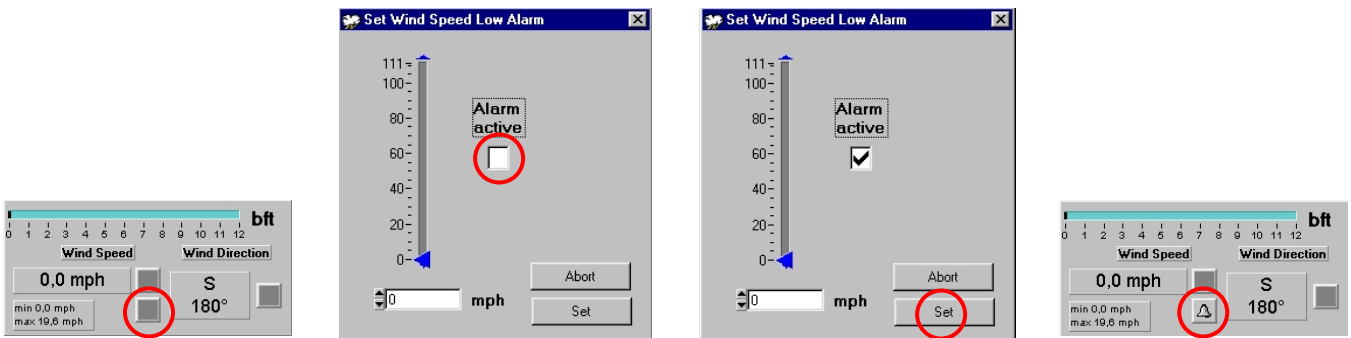 bft
0 1 2 3 4 5 6 7 8 9 10 11 12
Wind Speed Wind Direction
0,0 mph
S
180°
min 0,0 mph
max 19,6 mph
Set Wind Speed Low Alarm
111
100
80
60
40
20
0
Alarm
active
Abort
0 mph
Set
Set Wind Speed Low Alarm
111
100
80
60
40
20
0
Alarm
active
Abort
0 mph
Set
bft
0 1 2 3 4 5 6 7 8 9 10 11 12
Wind Speed Wind Direction
0,0 mph
S
180°
min 0,0 mph
max 19,6 mph